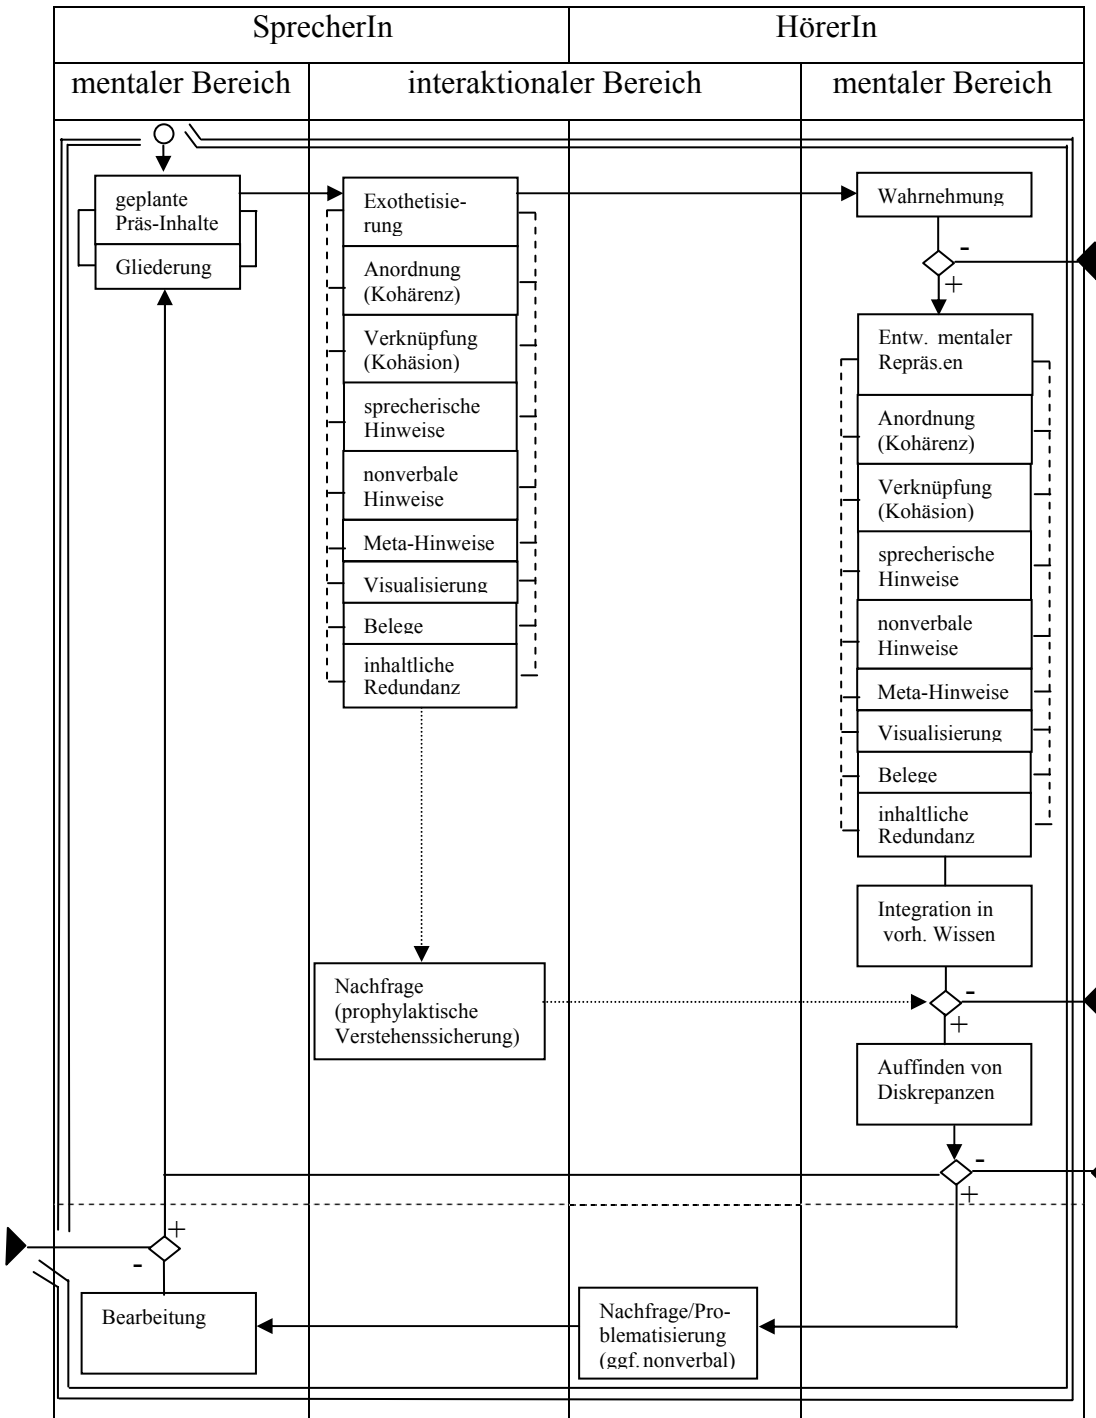 SprecherIn
HörerIn
mentaler Bereich
interaktionaler Bereich
mentaler Bereich
geplante
Präs-Inhalte
Gliederung
Exothetisie-
rung
Anordnung
(Kohärenz)
Verknüpfung
(Kohäsion)
sprecherische
Hinweise
nonverbale
Hinweise
Meta-Hinweise
Visualisierung
Belege
inhaltliche
Redundanz
Nachfrage
(prophylaktische
Verstehenssicherung)
Wahrnehmung
-
+
Entw. mentaler
Repräs.en
Anordnung
(Kohärenz)
Verknüpfung
(Kohäsion)
sprecherische
Hinweise
nonverbale
Hinweise
Meta-Hinweise
Visualisierung
Belege
inhaltliche
Redundanz
Integration in
vorh. Wissen
-
+
Auffinden von
Diskrepanzen
-
+
Nachfrage/Pro-
blematisierung
(ggf. nonverbal)
+
-
Bearbeitung